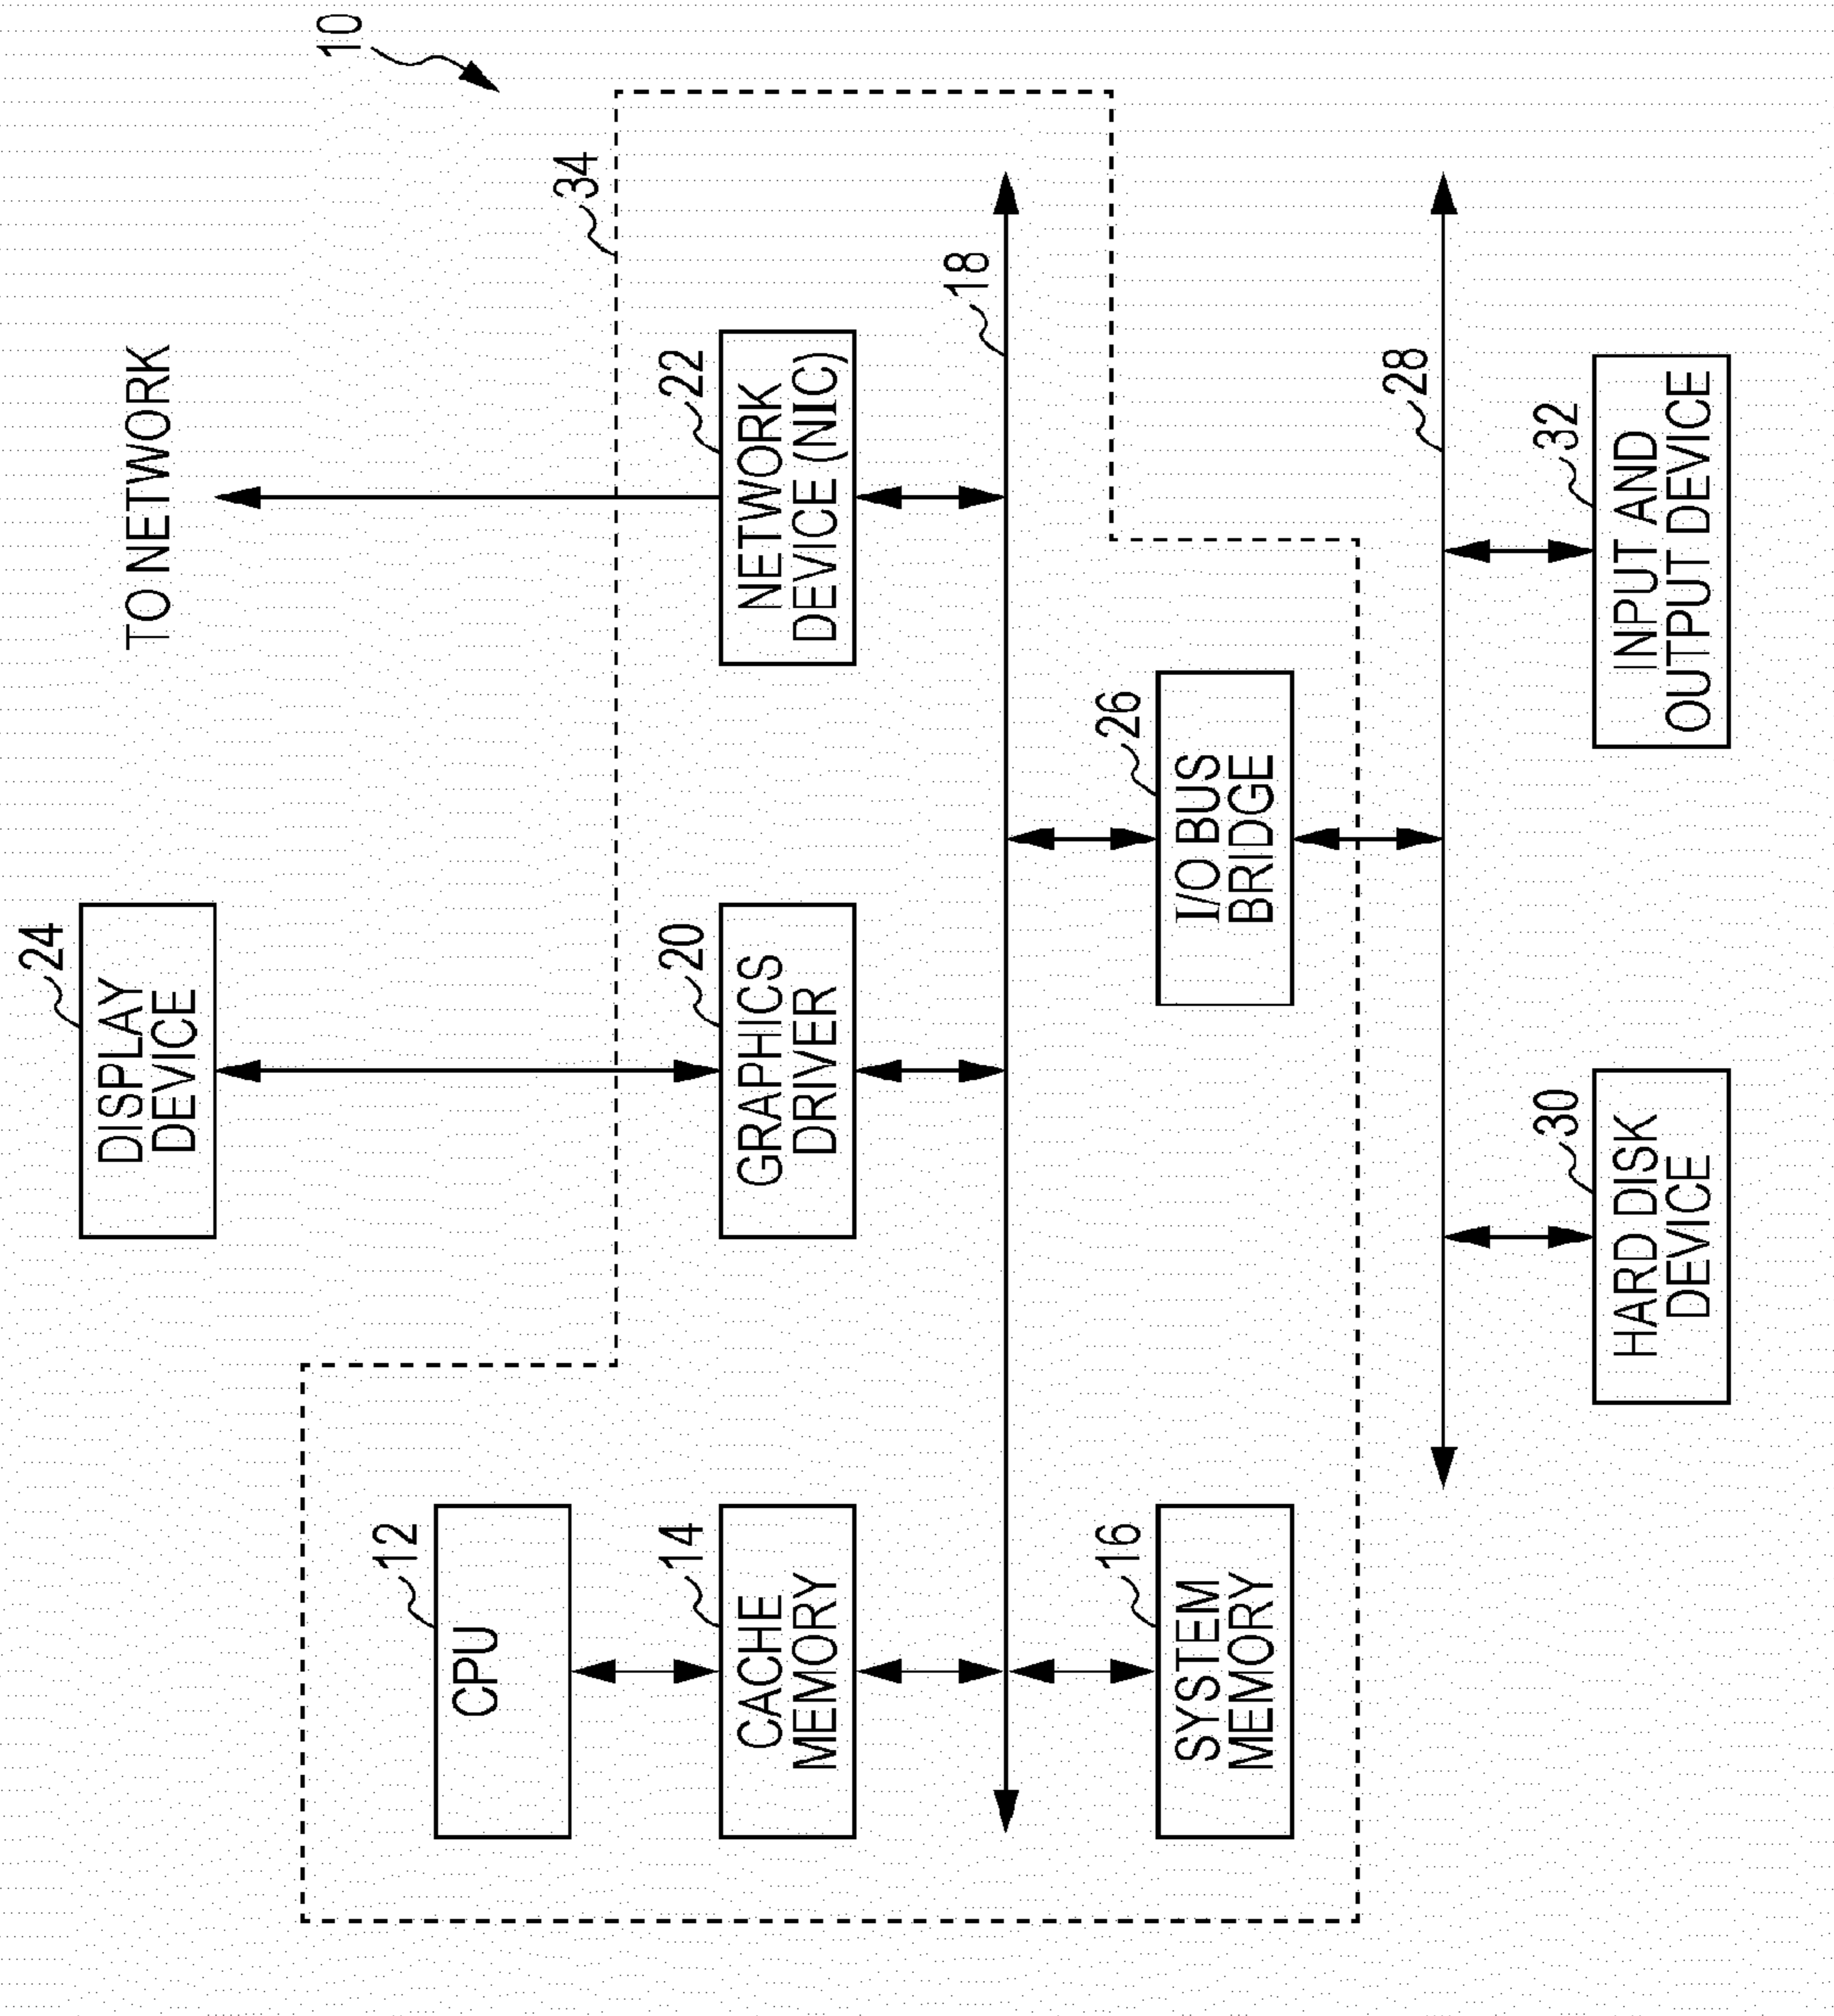 10
24
DISPLAY
DEVICE
TO NETWORK
34
12
CPU
14
CACHE
MEMORY
20
GRAPHICS
DRIVER
22
NETWORK
DEVICE (NIC)
18
16
SYSTEM
MEMORY
26
I/O BUS
BRIDGE
28
30
HARD DISK
DEVICE
32
INPUT AND
OUTPUT DEVICE